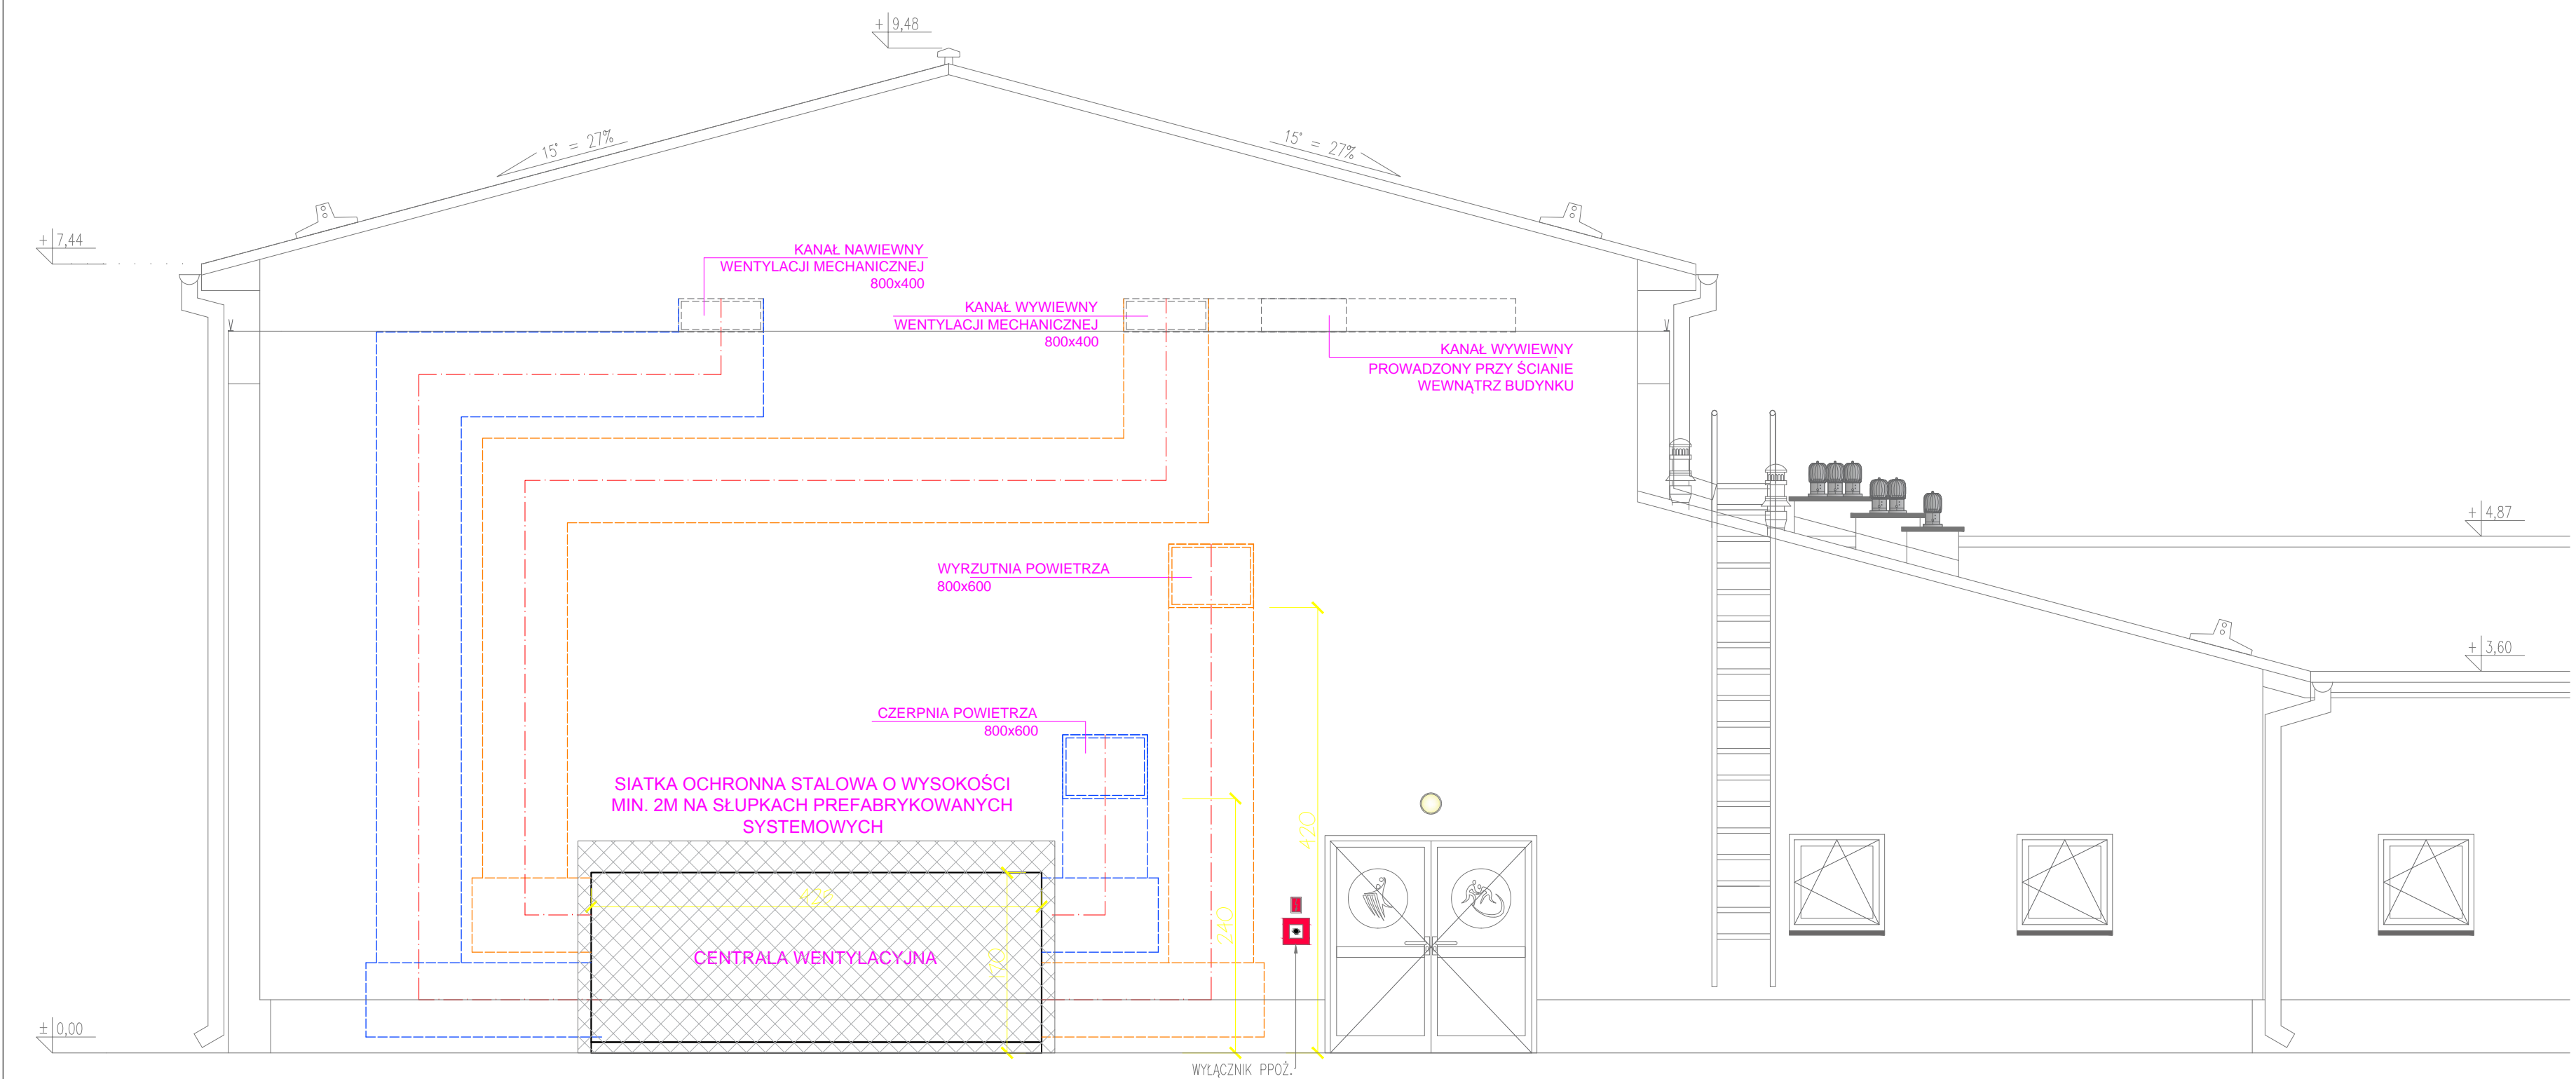 + 9,48
15° = 27%
15° = 27%
+ 7,44
KANAŁ NAWIEWNY
WENTYLACJI MECHANICZNEJ
800x400
KANAŁ WYWIEWNY
WENTYLACJI MECHANICZNEJ
800x400
KANAŁ WYWIEWNY
PROWADZONY PRZY ŚCIANIE
WEWNĄTRZ BUDYNKU
+ 4,87
WYRZUTNIA POWIETRZA
800x600
+ 3,60
CZERPNIA POWIETRZA
800x600
SIATKA OCHRONNA STALOWA O WYSOKOŚCI
MIN. 2M NA SŁUPKACH PREFABRYKOWANYCH
SYSTEMOWYCH
420
240
CENTRALA WENTYLACYJNA
± 0,00
WYŁĄCZNIK PPOŻ.